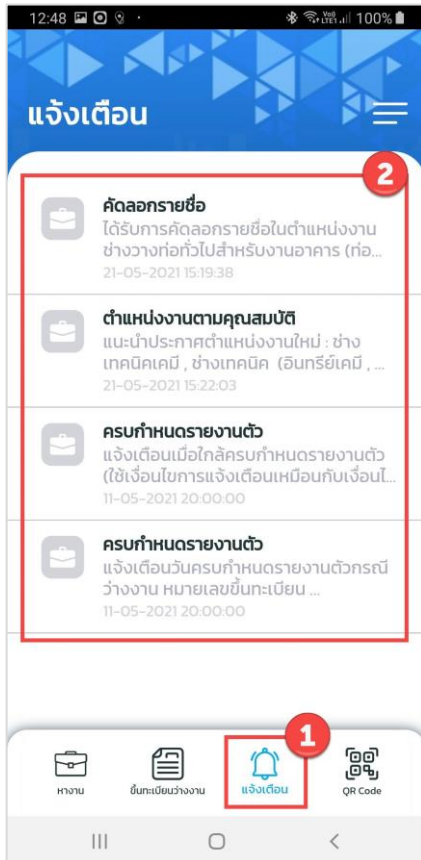 12:48
100%
แจ้งเตือน
2
คัดลอกรายชื่อ
ได้รับการคัดลอกรายชื่อในตำแหน่งงาน
ช่างวางท่อทั่วไปสำหรับงานอาคาร (ท่อ...
21-05-2021 15:19:38
ตำแหน่งงานตามคุณสมบัติ
แนะนำประกาศตำแหน่งงานใหม่ : ช่าง
เทคนิคเคมี , ช่างเทคนิค (อินทรีย์เคมี , ...
21-05-2021 15:22:03
ครบกำหนดรายงานตัว
แจ้งเตือนเมื่อใกล้ครบกำหนดรายงานตัว
(ใช้เงื่อนไขการแจ้งเตือนเหมือนกับเงื่อนไ...
11-05-2021 20:00:00
ครบกำหนดรายงานตัว
แจ้งเตือนวันครบกำหนดรายงานตัวกรณี
ว่างงาน หมายเลขขึ้นทะเบียน ...
11-05-2021 20:00:00
1
หางาน
ขึ้นทะเบียนว่างงาน
แจ้งเตือน
QR Code